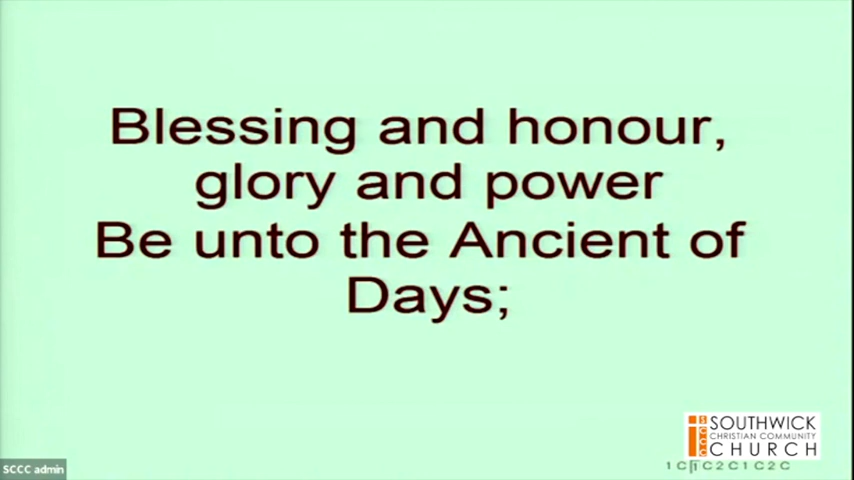 Blessing and honour,
glory and power
Be unto the Ancient of
Days;
SOUTHWICK
CHRISTIAN COMMUNITY
CHURCH
SCCC admin